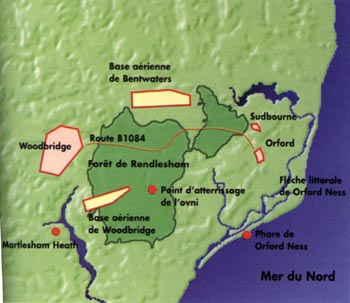 Base aérienne
de Bentwaters
Sudbourne
Route B1084
Woodbridge
Orford
Forêt de Rendlesham
Flèche littorale
de Orford Ness
Point d'atterrissage
de l'ovni
Base aérienne
de Woodbridge
Martlesham Heath
Phare de
Orford Ness
Mer du Nord